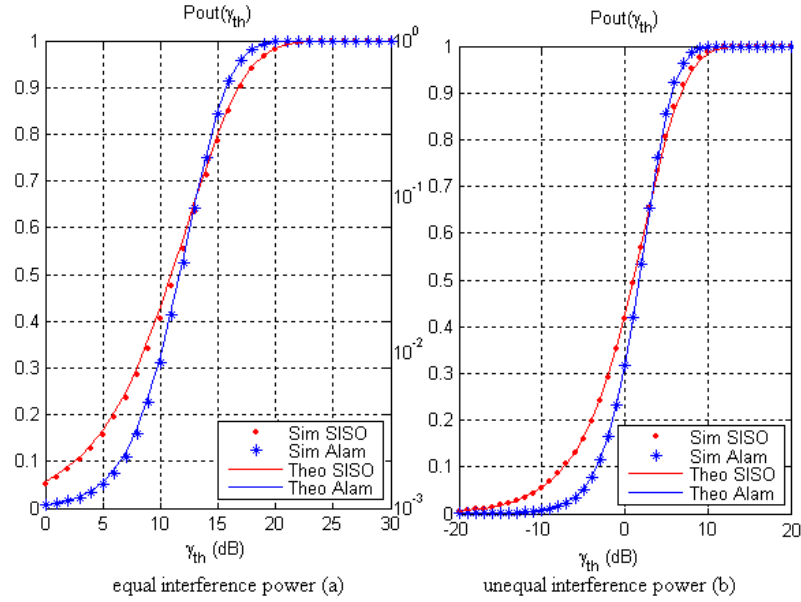 Pout(γth)
1
0.9
0.8
0.7
0.6
0.5
0.4
0.3
0.2
0.1
0
10^0
10^-1
10^-2
10^-3
Sim SISO
Sim Alam
Theo SISO
Theo Alam
0 5 10 15 20 25 30
γth (dB)
equal interference power (a)
Pout(γth)
1
0.9
0.8
0.7
0.6
0.5
0.4
0.3
0.2
0.1
0
Sim SISO
Sim Alam
Theo SISO
Theo Alam
-20 -10 0 10 20
γth (dB)
unequal interference power (b)